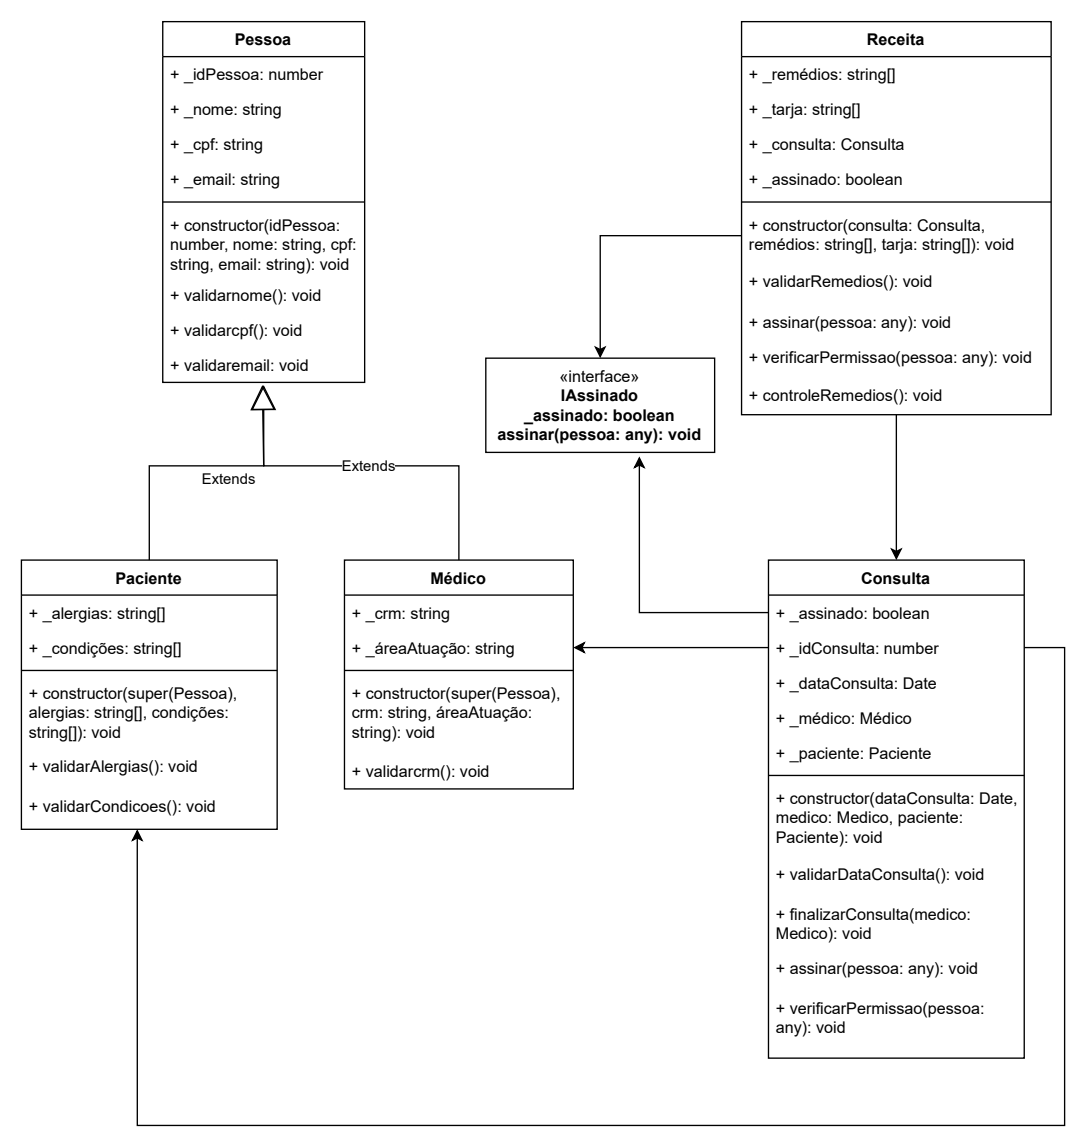 Pessoa
+ _idPessoa: number
+ _nome: string
+ _cpf: string
+ _email: string
+ constructor(idPessoa:
number, nome: string, cpf:
string, email: string): void
+ validarnome(): void
+ validarcpf(): void
+ validaremail: void
Receita
+ _remédios: string[]
+ _tarja: string[]
+ _consulta: Consulta
+ _assinado: boolean
+ constructor(consulta: Consulta,
remédios: string[], tarja: string[]): void
+ validarRemedios(): void
+ assinar(pessoa: any): void
+ verificarPermissao(pessoa: any): void
+ controleRemedios(): void
«interface»
IAssinado
_assinado: boolean
assinar(pessoa: any): void
Extends
Extends
Paciente
+ _alergias: string[]
+ _condições: string[]
+ constructor(super(Pessoa),
alergias: string[], condições:
string[]): void
+ validarAlergias(): void
+ validarCondicoes(): void
Médico
+ _crm: string
+ _áreaAtuação: string
+ constructor(super(Pessoa),
crm: string, áreaAtuação:
string): void
+ validarcrm(): void
Consulta
+ _assinado: boolean
+ _idConsulta: number
+ _dataConsulta: Date
+ _médico: Médico
+ _paciente: Paciente
+ constructor(dataConsulta: Date,
medico: Medico, paciente:
Paciente): void
+ validarDataConsulta(): void
+ finalizarConsulta(medico:
Medico): void
+ assinar(pessoa: any): void
+ verificarPermissao(pessoa:
any): void